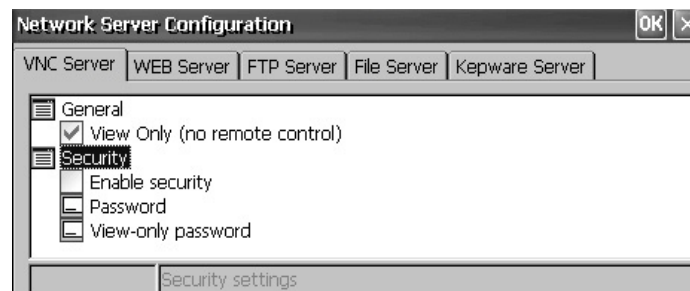 Network Server Configuration OK
VNC Server WEB Server FTP Server File Server Kepware Server
General
View Only (no remote control)
Security
Enable security
Password
View-only password
Security settings